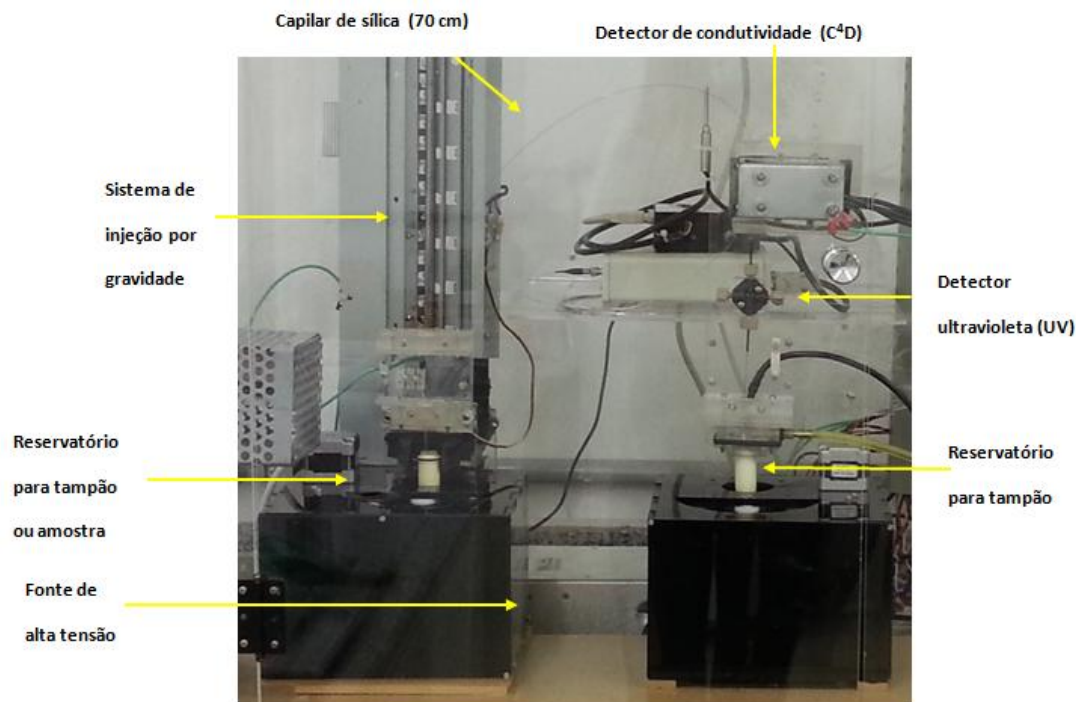 Capilar de sílica (70 cm)
Detector de condutividade (C⁴D)
Sistema de
injeção por
gravidade
Detector
ultravioleta (UV)
Reservatório
para tampão
ou amostra
Reservatório
para tampão
Fonte de
alta tensão